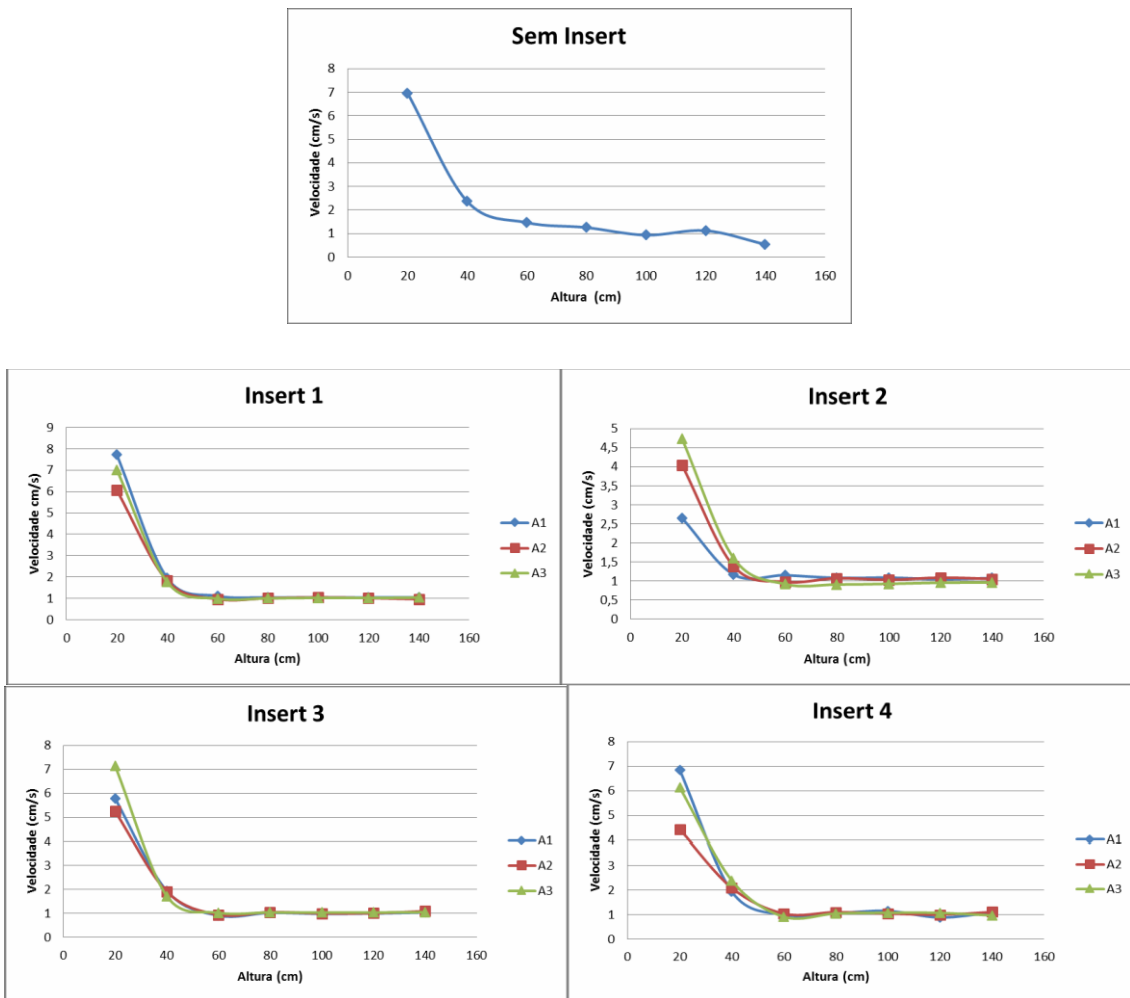 Sem Insert
Velocidade (cm/s)
8
7
6
5
4
3
2
1
0
0 20 40 60 80 100 120 140 160
Altura (cm)
Insert 1
Velocidade cm/s)
9
8
7
6
5
4
3
2
1
0
0 20 40 60 80 100 120 140 160
Altura (cm)
A1
A2
A3
Insert 2
Velocidade (cm/s)
5
4,5
4
3,5
3
2,5
2
1,5
1
0,5
0
0 20 40 60 80 100 120 140 160
Altura (cm)
A1
A2
A3
Insert 3
Velocidade (cm/s)
8
7
6
5
4
3
2
1
0
0 20 40 60 80 100 120 140 160
Altura (cm)
A1
A2
A3
Insert 4
Velocidade (cm/s)
8
7
6
5
4
3
2
1
0
0 20 40 60 80 100 120 140 160
Altura (cm)
A1
A2
A3